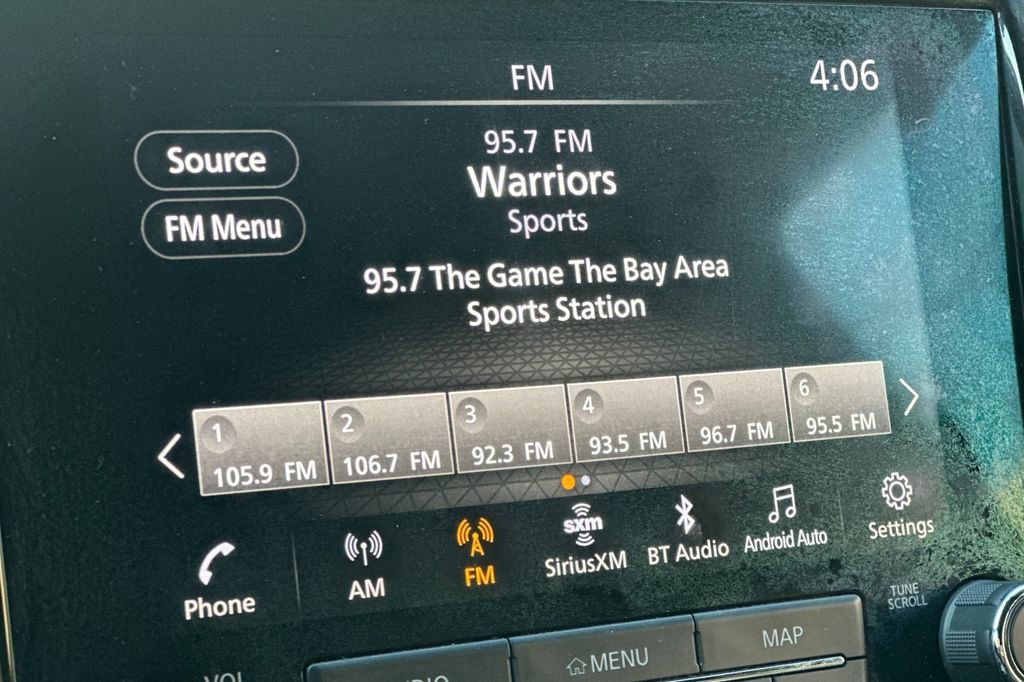 FM
4:06
Source
FM Menu
95.7 FM
Warriors
Sports
95.7 The Game The Bay Area
Sports Station
1
105.9 FM
2
106.7 FM
3
92.3 FM
4
93.5 FM
5
96.7 FM
6
95.5 FM
Phone
AM
FM
sxm
SiriusXM
BT Audio
Android Auto
Settings
TUNE
SCROLL
VOL
MENU
MAP